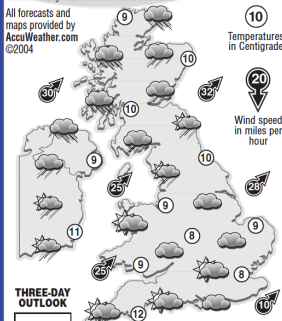 All forecasts and
maps provided by
AccuWeather.com
©2004
9
10
Temperatures
in Centigrade
10
30
32
20
10
Wind speed
in miles per
hour
9
10
25
28
9
9
11
8
25
9
8
THREE-DAY
OUTLOOK
12
10